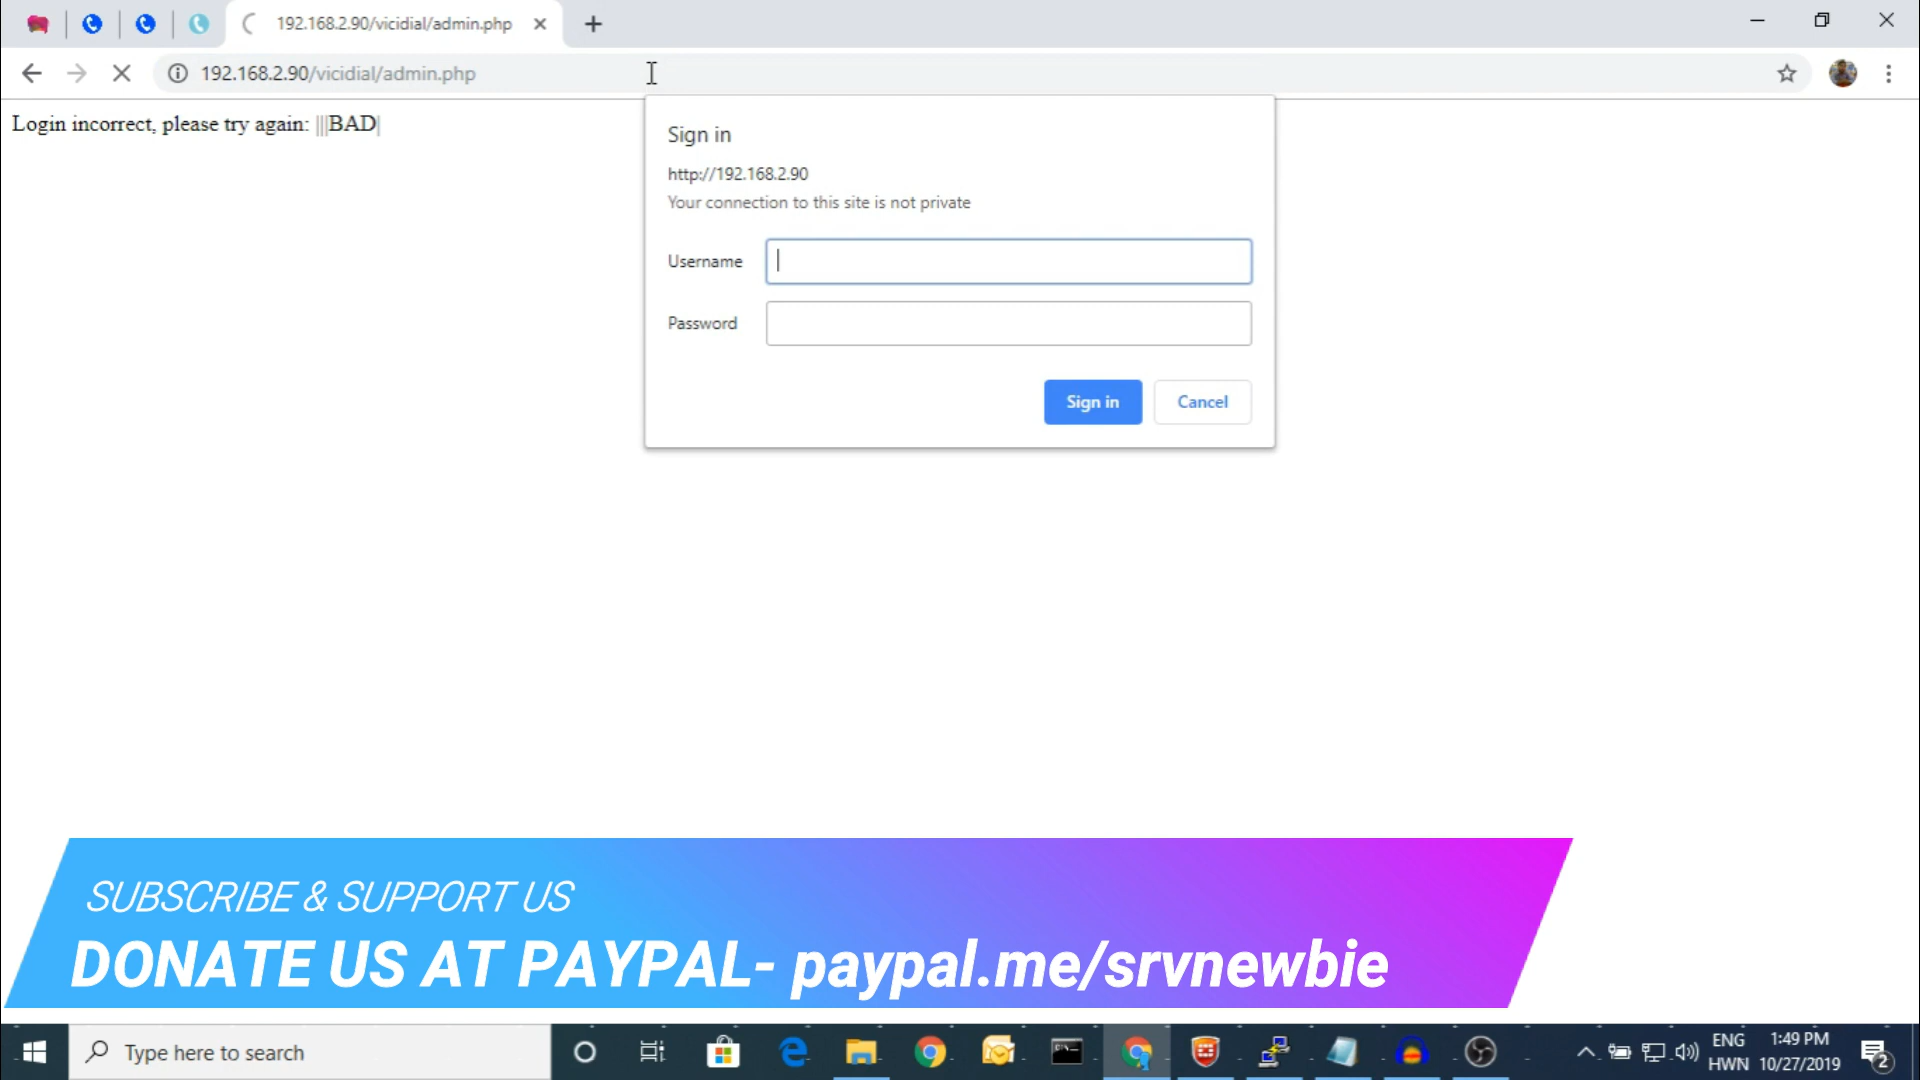 192.168.2.90/vicidial/admin.php
192.168.2.90/vicidial/admin.php
Login incorrect, please try again: |||BAD|
Sign in
http://192.168.2.90
Your connection to this site is not private
Username
Password
Sign in
Cancel
SUBSCRIBE & SUPPORT US
DONATE US AT PAYPAL- paypal.me/srvnewbie
Type here to search
ENG
HWN
1:49 PM
10/27/2019
2